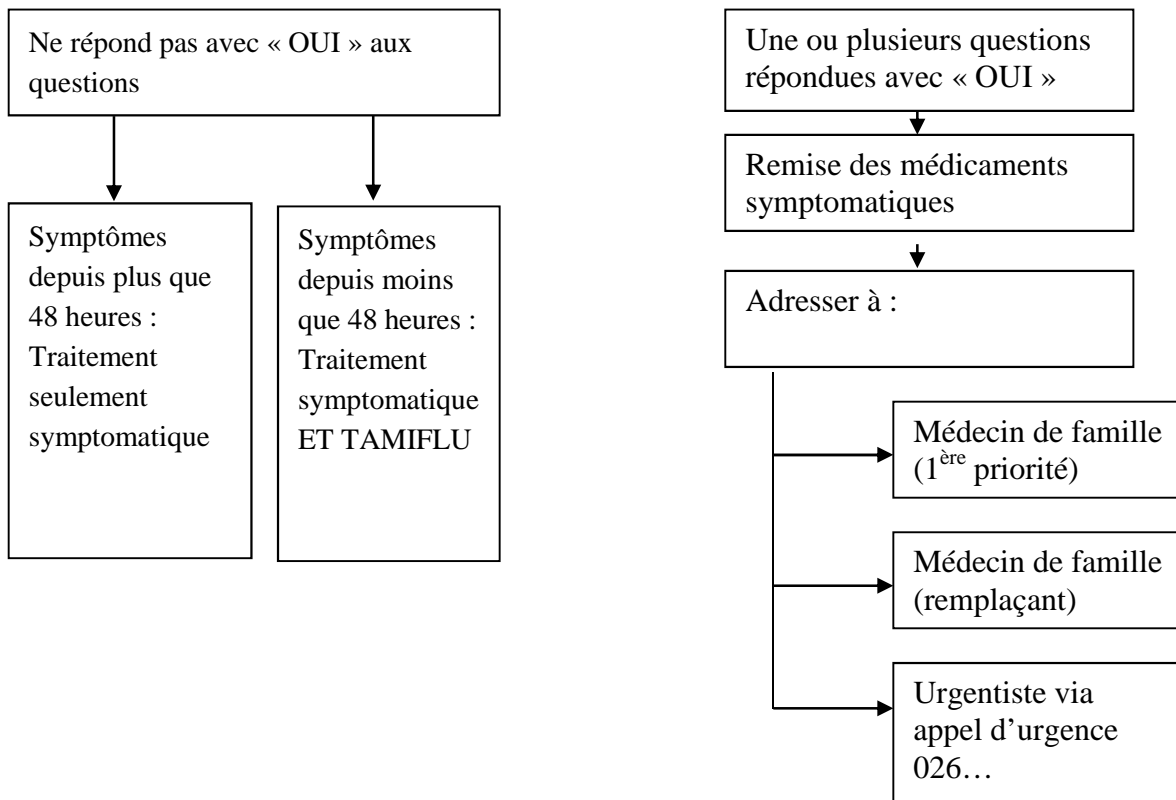 Ne répond pas avec « OUI » aux
questions
Symptômes
depuis plus que
48 heures :
Traitement
seulement
symptomatique
Symptômes
depuis moins
que 48 heures :
Traitement
symptomatique
ET TAMIFLU
Une ou plusieurs questions
répondues avec « OUI »
Remise des médicaments
symptomatiques
Adresser à :
Médecin de famille
(1ère priorité)
Médecin de famille
(remplaçant)
Urgentiste via
appel d’urgence
026…